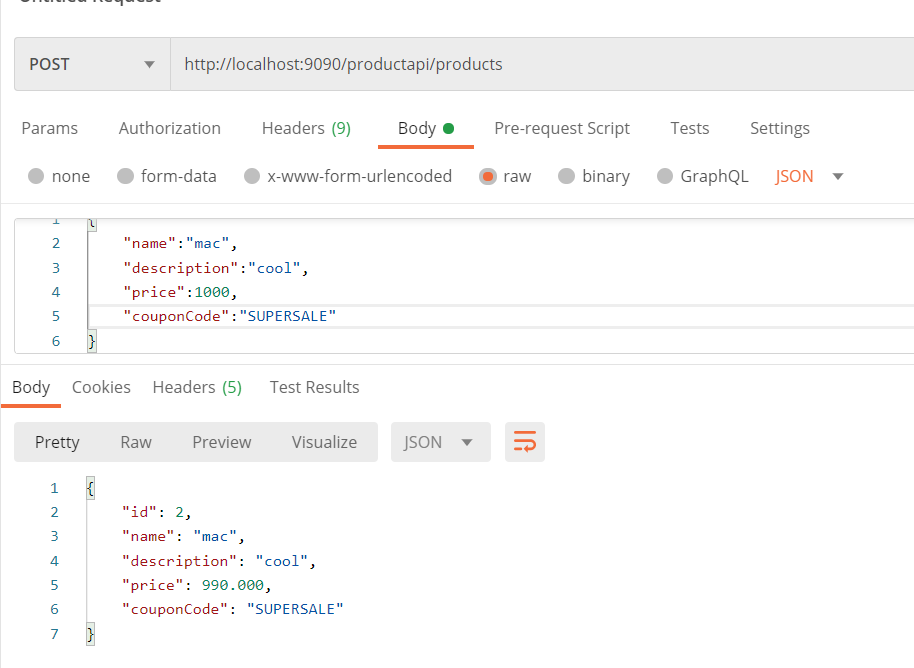 Untitled Request
POST http://localhost:9090/productapi/products
Params Authorization Headers (9) Body Pre-request Script Tests Settings
none form-data x-www-form-urlencoded raw binary GraphQL JSON
1 {
2 "name":"mac",
3 "description":"cool",
4 "price":1000,
5 "couponCode":"SUPERSALE"
6 }
Body Cookies Headers (5) Test Results
Pretty Raw Preview Visualize JSON
1 {
2 "id": 2,
3 "name": "mac",
4 "description": "cool",
5 "price": 990.000,
6 "couponCode": "SUPERSALE"
7 }